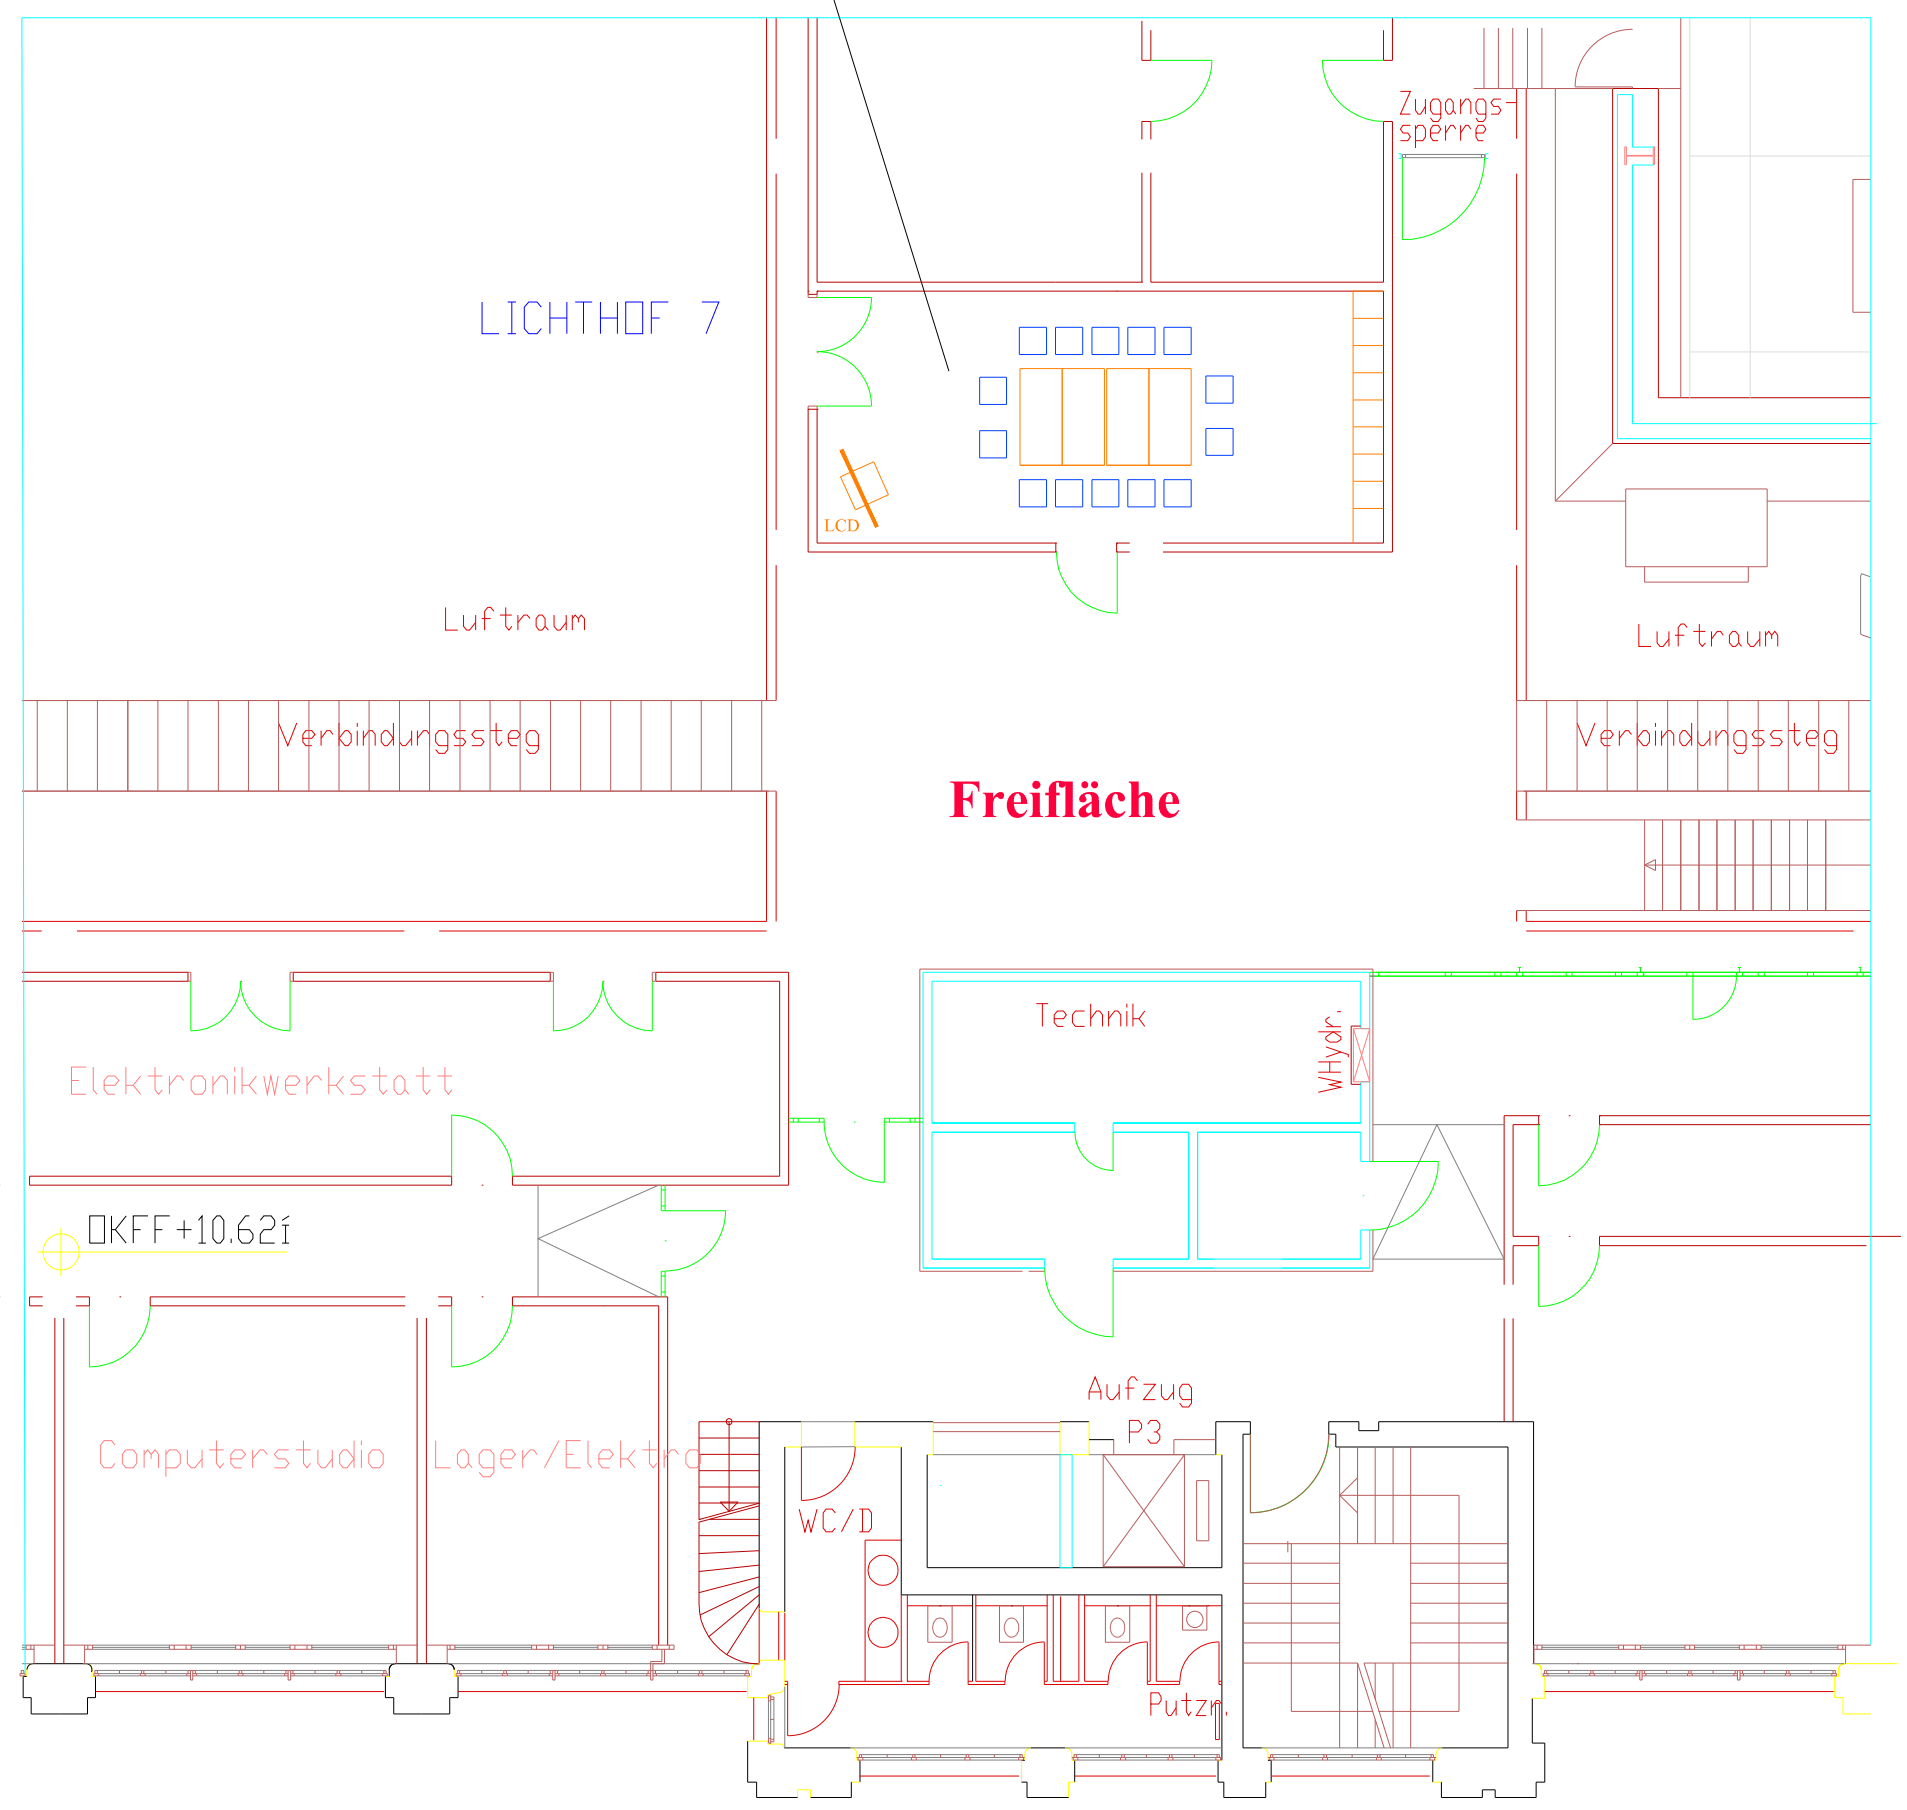 Zugangs-
sperre
LICHTHOF 7
LCD
Luftraum
Luftraum
Verbindungssteg
Verbindungssteg
Freifläche
Technik
WHydr.
Elektronikwerkstatt
OKFF+10.62í
Aufzug
P3
Computerstudio
Lager/Elektro
WC/D
Putzr.